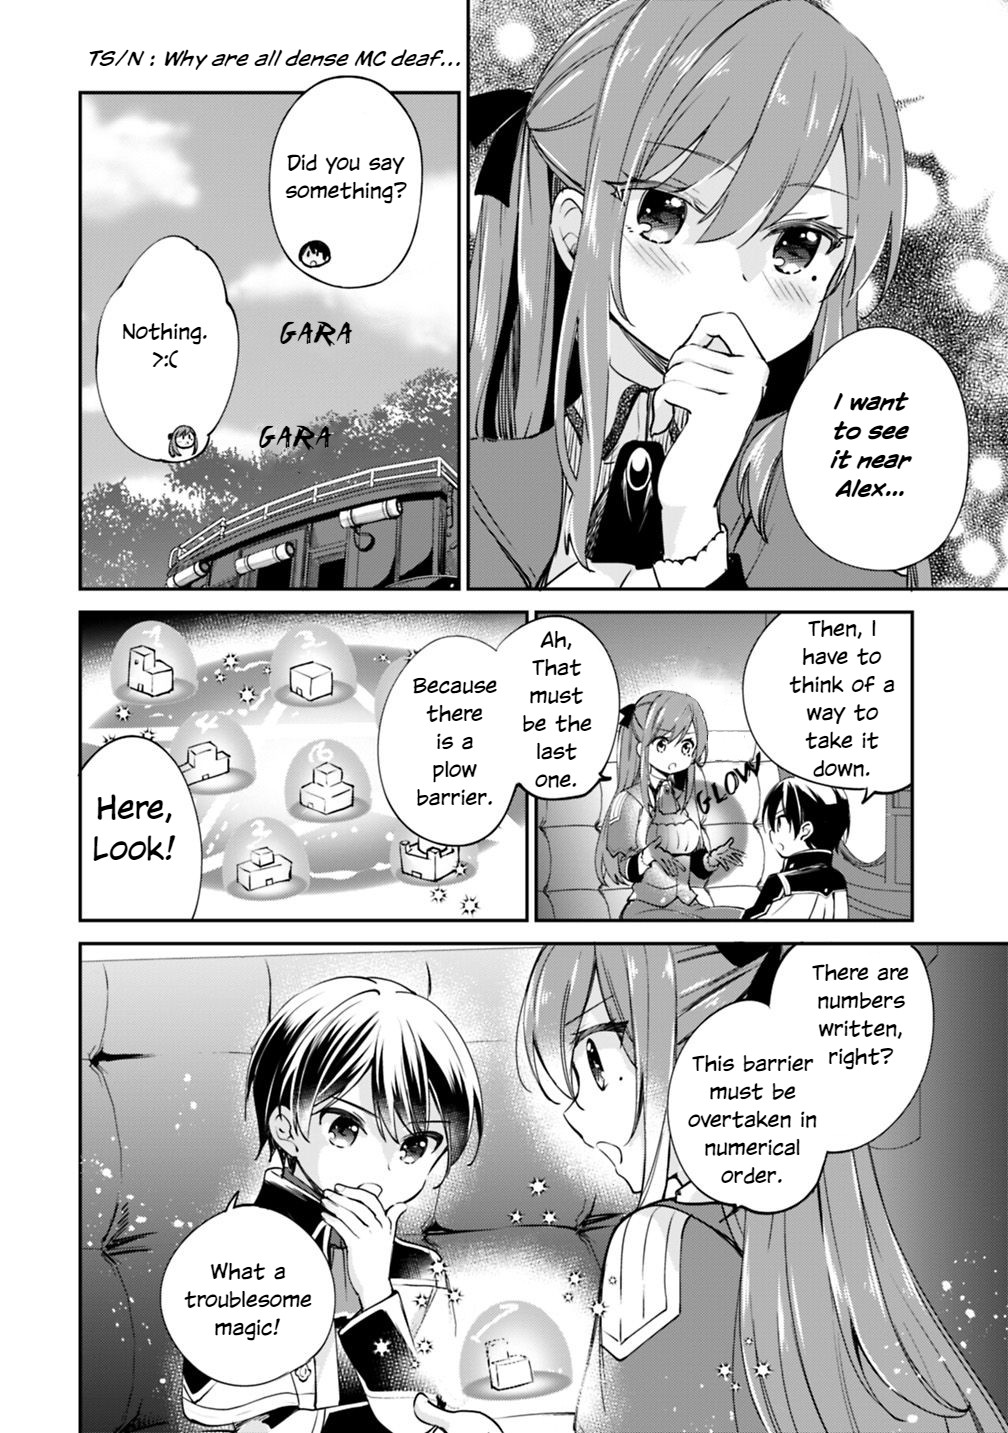 TS/N : Why are all dense MC deaf...
I want
to see
it near
Alex...
Did you say
something?
Nothing.
>:(
GARA
GARA
Then, I
have to
think of a
way to
take it
down.
GLOW
Ah,
That
must
be the
last
one.
Because
there
is a
plow
barrier.
Here,
Look!
There are
numbers
written,
right?
This barrier
must be
overtaken in
numerical
order.
What a
troublesome
magic!
7